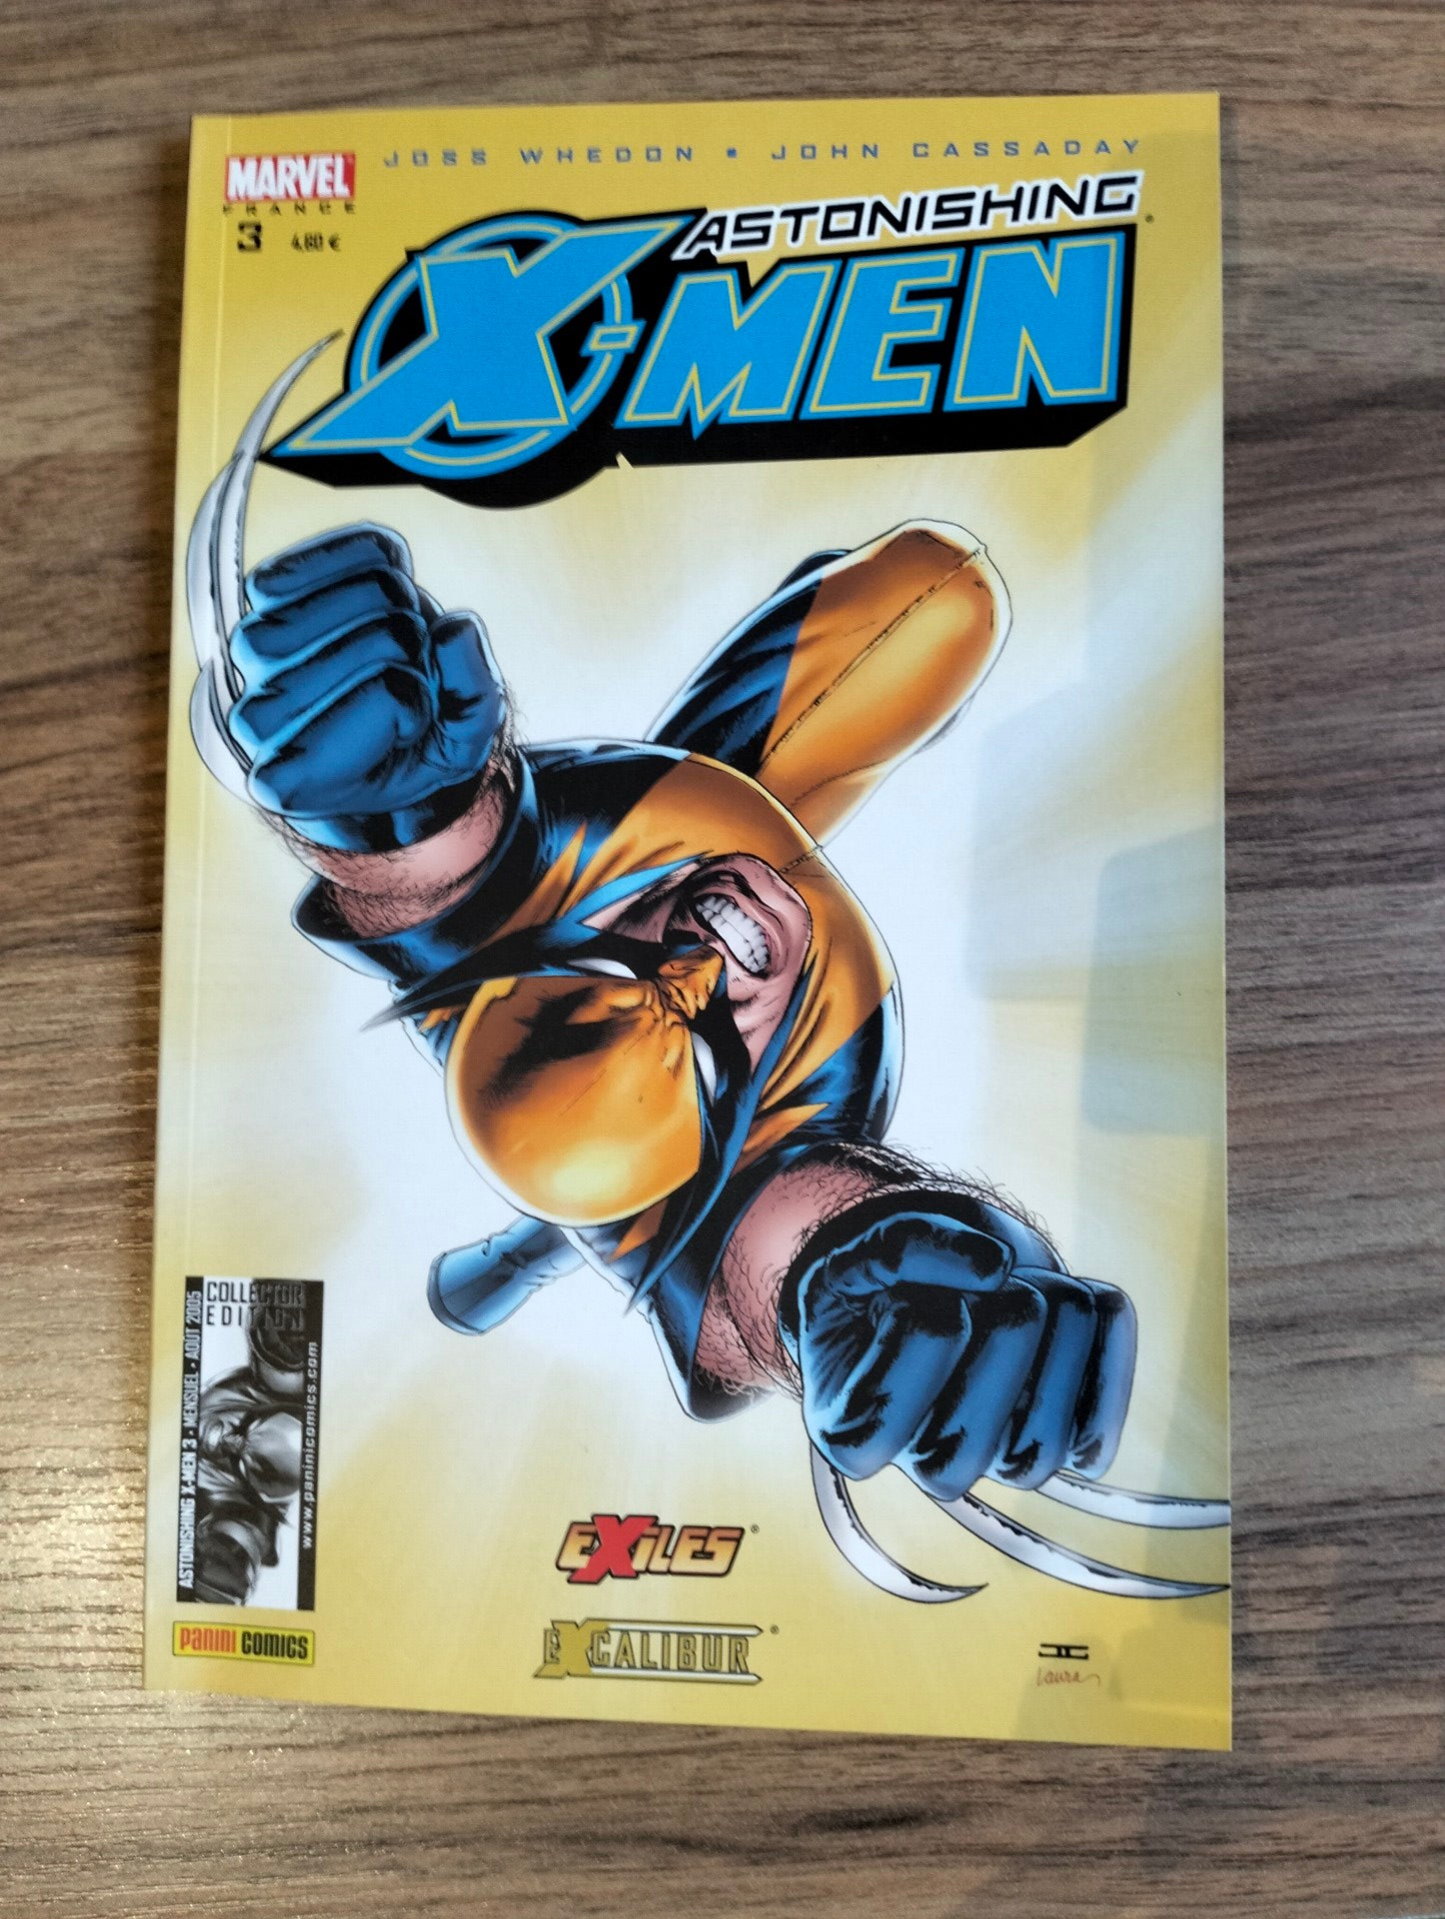 JOSS WHEDON • JOHN CASSADAY
MARVEL
FRANCE
3 4,80 €
ASTONISHING
X-MEN
COLLECTOR
EDITION
ASTONISHING X-MEN 3 - MENSUEL - AOUT 2005
www.paninicomics.com
EXILES
EXCALIBUR
PANINI COMICS
Laura